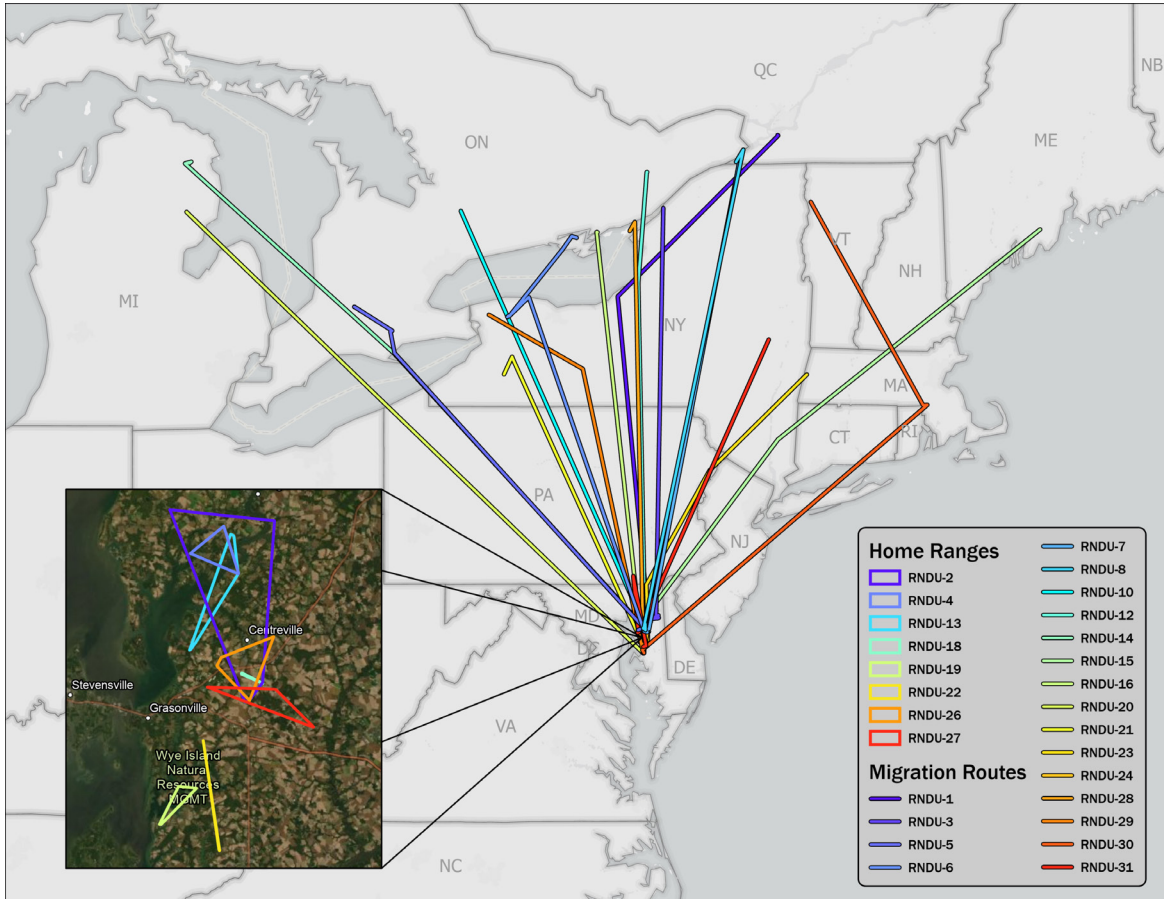 QC
NB
ON
ME
VT
NH
MI
NY
MA
CT
RI
PA
NJ
MD
DE
VA
NC
Centreville
Stevensville
Grasonville
Wye Island
Natural
Resources
MGMT
Home Ranges
RNDU-2
RNDU-4
RNDU-13
RNDU-18
RNDU-19
RNDU-22
RNDU-26
RNDU-27
Migration Routes
RNDU-1
RNDU-3
RNDU-5
RNDU-6
RNDU-7
RNDU-8
RNDU-10
RNDU-12
RNDU-14
RNDU-15
RNDU-16
RNDU-20
RNDU-21
RNDU-23
RNDU-24
RNDU-28
RNDU-29
RNDU-30
RNDU-31